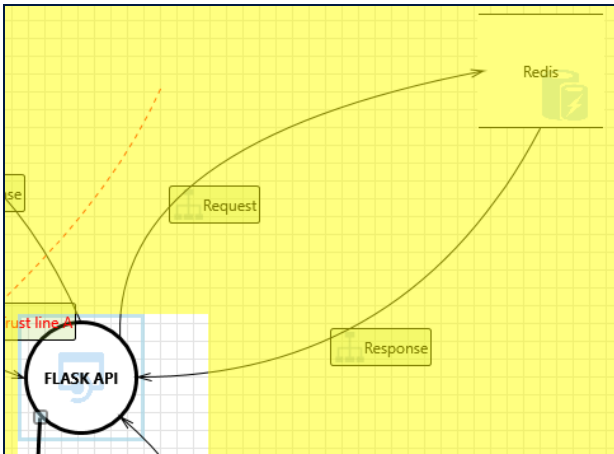 Redis
se
Request
rust line A
Response
FLASK API